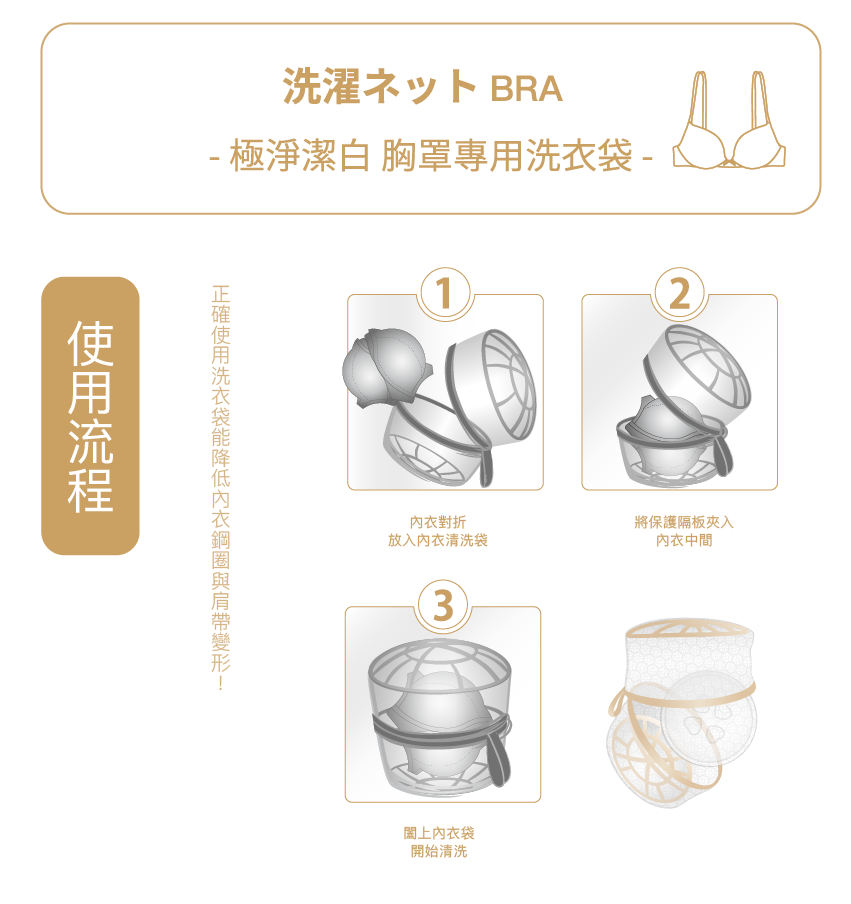 洗濯ネット BRA
- 極淨潔白 胸罩專用洗衣袋 -
使用流程
正確使用洗衣袋能降低內衣鋼圈與肩帶變形！
1
內衣對折
放入內衣清洗袋
2
將保護隔板夾入
內衣中間
3
闔上內衣袋
開始清洗